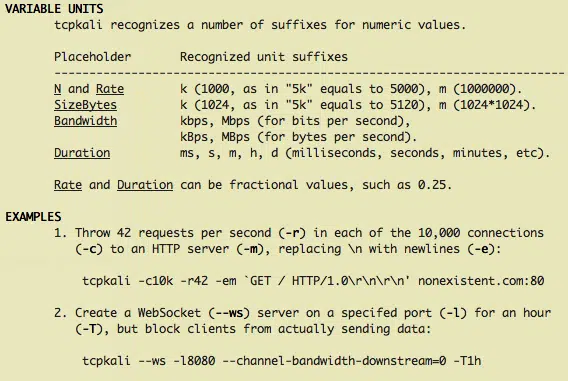 VARIABLE UNITS
tcpkali recognizes a number of suffixes for numeric values.
Placeholder Recognized unit suffixes
----------------------------------------------------------------
N and Rate k (1000, as in "5k" equals to 5000), m (1000000).
SizeBytes k (1024, as in "5k" equals to 5120), m (1024*1024).
Bandwidth kbps, Mbps (for bits per second),
kBps, MBps (for bytes per second).
Duration ms, s, m, h, d (milliseconds, seconds, minutes, etc).
Rate and Duration can be fractional values, such as 0.25.
EXAMPLES
1. Throw 42 requests per second (-r) in each of the 10,000 connections
(-c) to an HTTP server (-m), replacing \n with newlines (-e):
tcpkali -c10k -r42 -em `GET / HTTP/1.0\r\n\r\n' nonexistent.com:80
2. Create a WebSocket (--ws) server on a specifed port (-l) for an hour
(-T), but block clients from actually sending data:
tcpkali --ws -l8080 --channel-bandwidth-downstream=0 -T1h